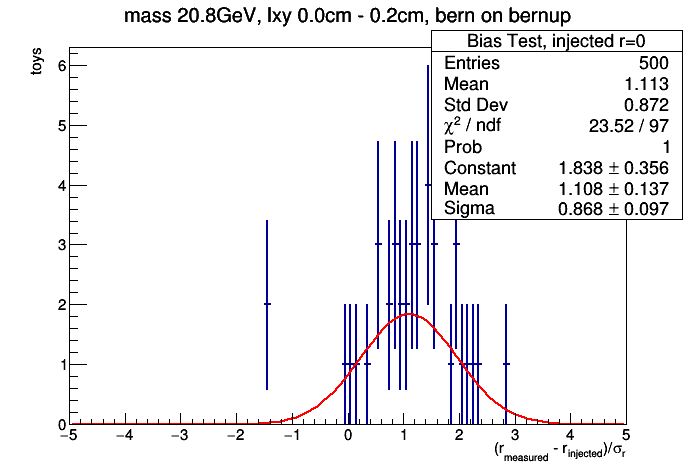 mass 20.8GeV, lxy 0.0cm - 0.2cm, bern on bernup
Bias Test, injected r=0
Entries 500
Mean 1.113
Std Dev 0.872
χ² / ndf 23.52 / 97
Prob 1
Constant 1.838 ± 0.356
Mean 1.108 ± 0.137
Sigma 0.868 ± 0.097
toys
6
5
4
3
2
1
0
−5 −4 −3 −2 −1 0 1 2 3 4 5
(r_measured - r_injected)/σ_r